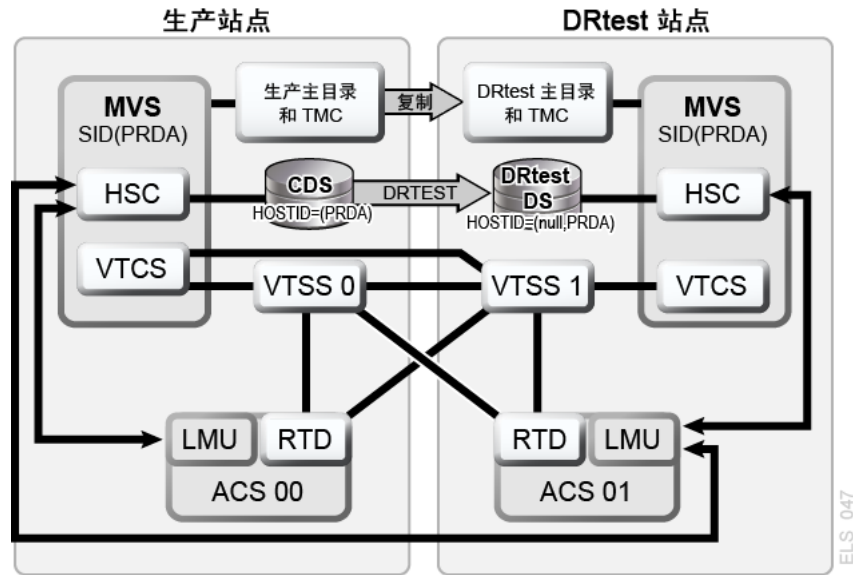 生产站点
DRtest 站点
MVS
SID(PRDA)
生产主目录
和 TMC
复制
DRtest 主目录
和 TMC
MVS
SID(PRDA)
HSC
CDS
HOSTID=(PRDA)
DRTEST
DRtest
DS
HOSTID=(null,PRDA)
HSC
VTCS
VTSS 0
VTSS 1
VTCS
LMU
RTD
ACS 00
RTD
LMU
ACS 01
ELS_047